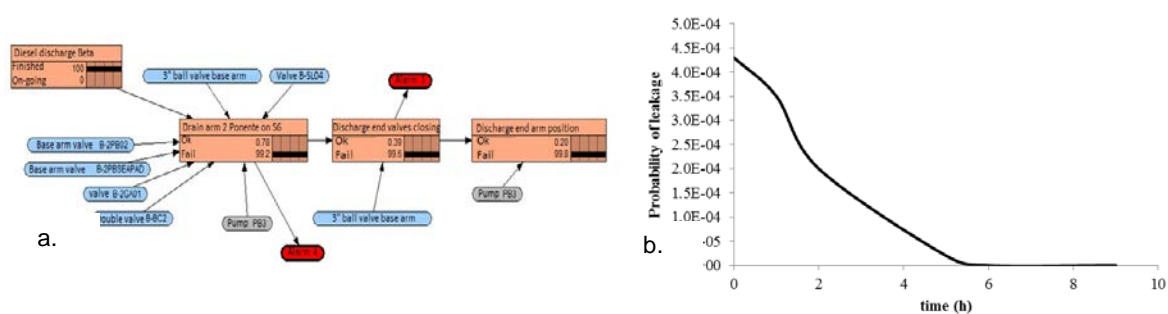 Diesel discharge Beta
Finished 100
On-going 0
3" ball valve base arm
Valve B-SL04
Drain arm 2 Ponente on S6
Ok 0.78
Fail 99.2
Discharge end valves closing
Ok 0.39
Fail 99.6
Discharge end arm position
Ok 0.20
Fail 99.8
Base arm valve B-2PB02
Base arm valve B-2PBSEAPAD
valve B-2GA01
ouble valve B-BC2
Pump PB3
3" ball valve base arm
Pump PB3
Alarm 4
a.
5.0E-04
4.5E-04
4.0E-04
3.5E-04
3.0E-04
2.5E-04
2.0E-04
1.5E-04
1.0E-04
-05
00
Probability of leakage
0 2 4 6 8 10
time (h)
b.